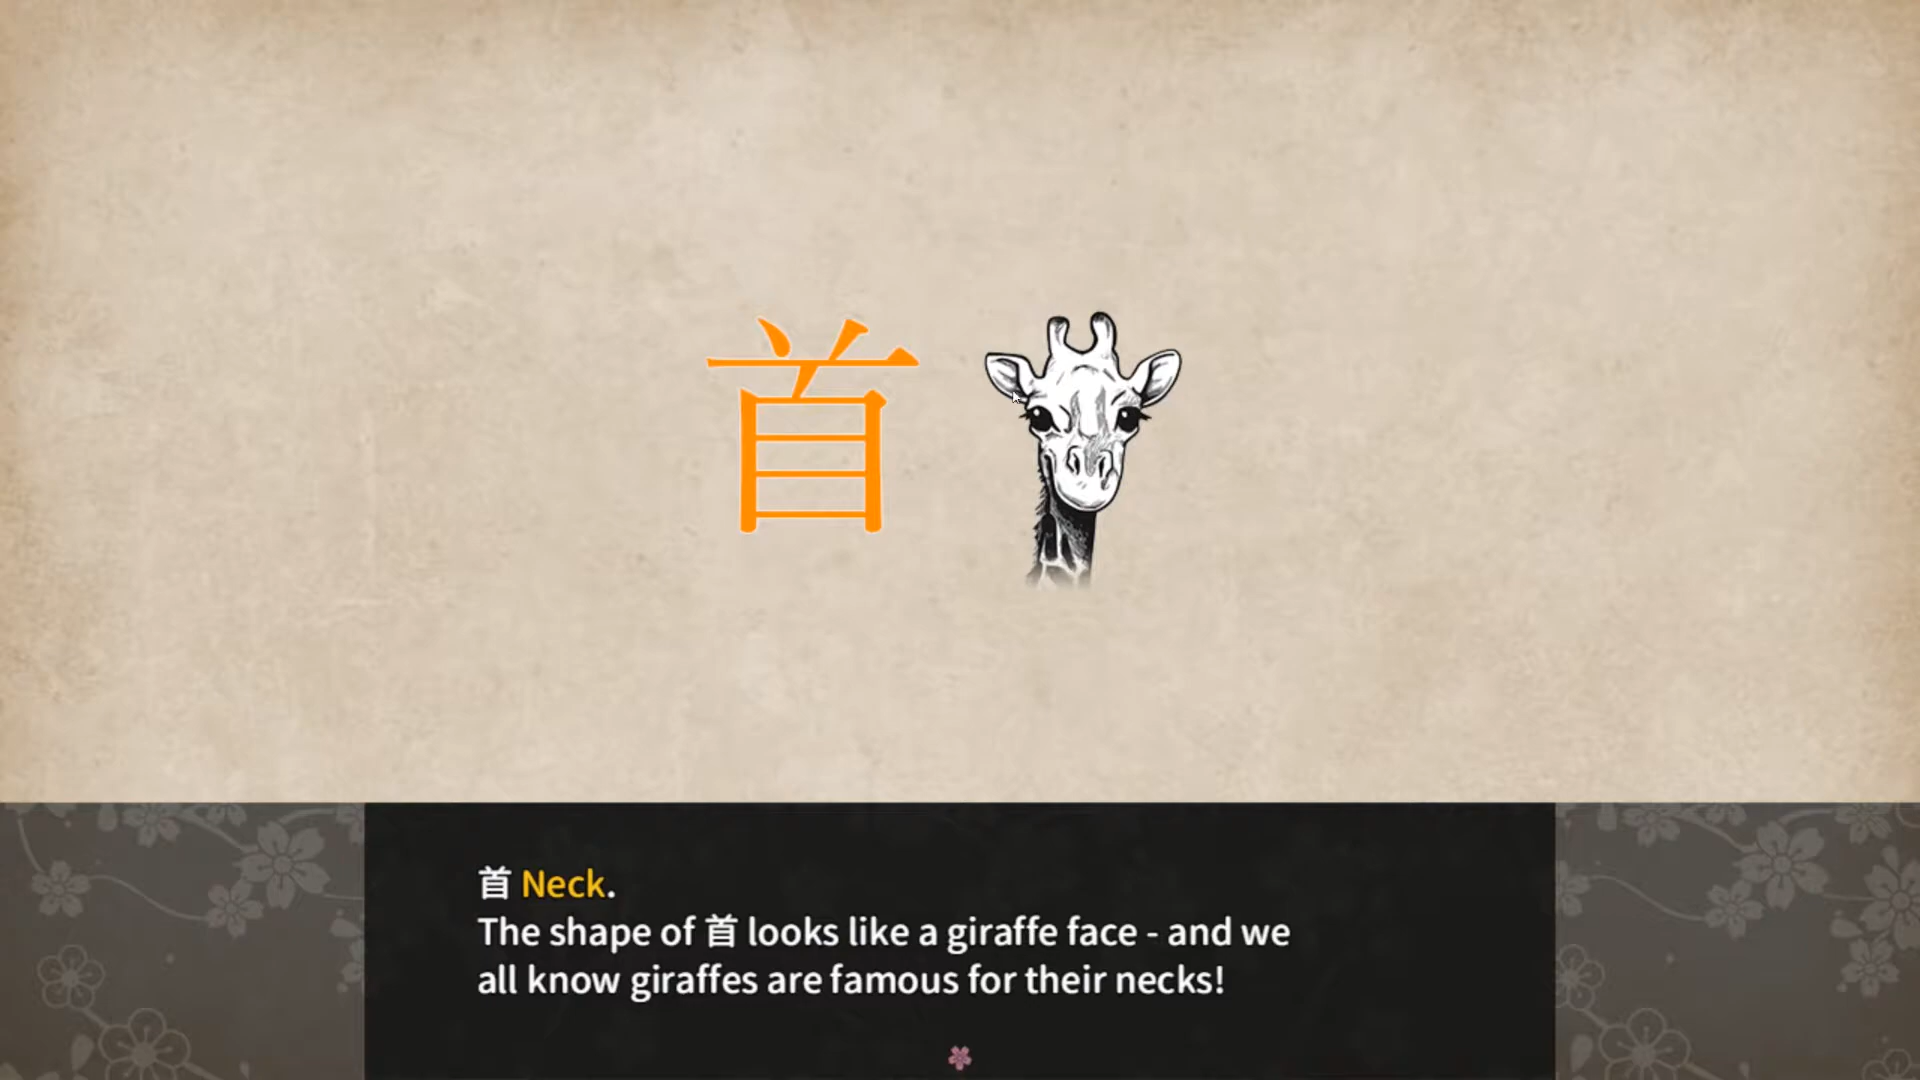 首
首 Neck.
The shape of 首 looks like a giraffe face - and we
all know giraffes are famous for their necks!